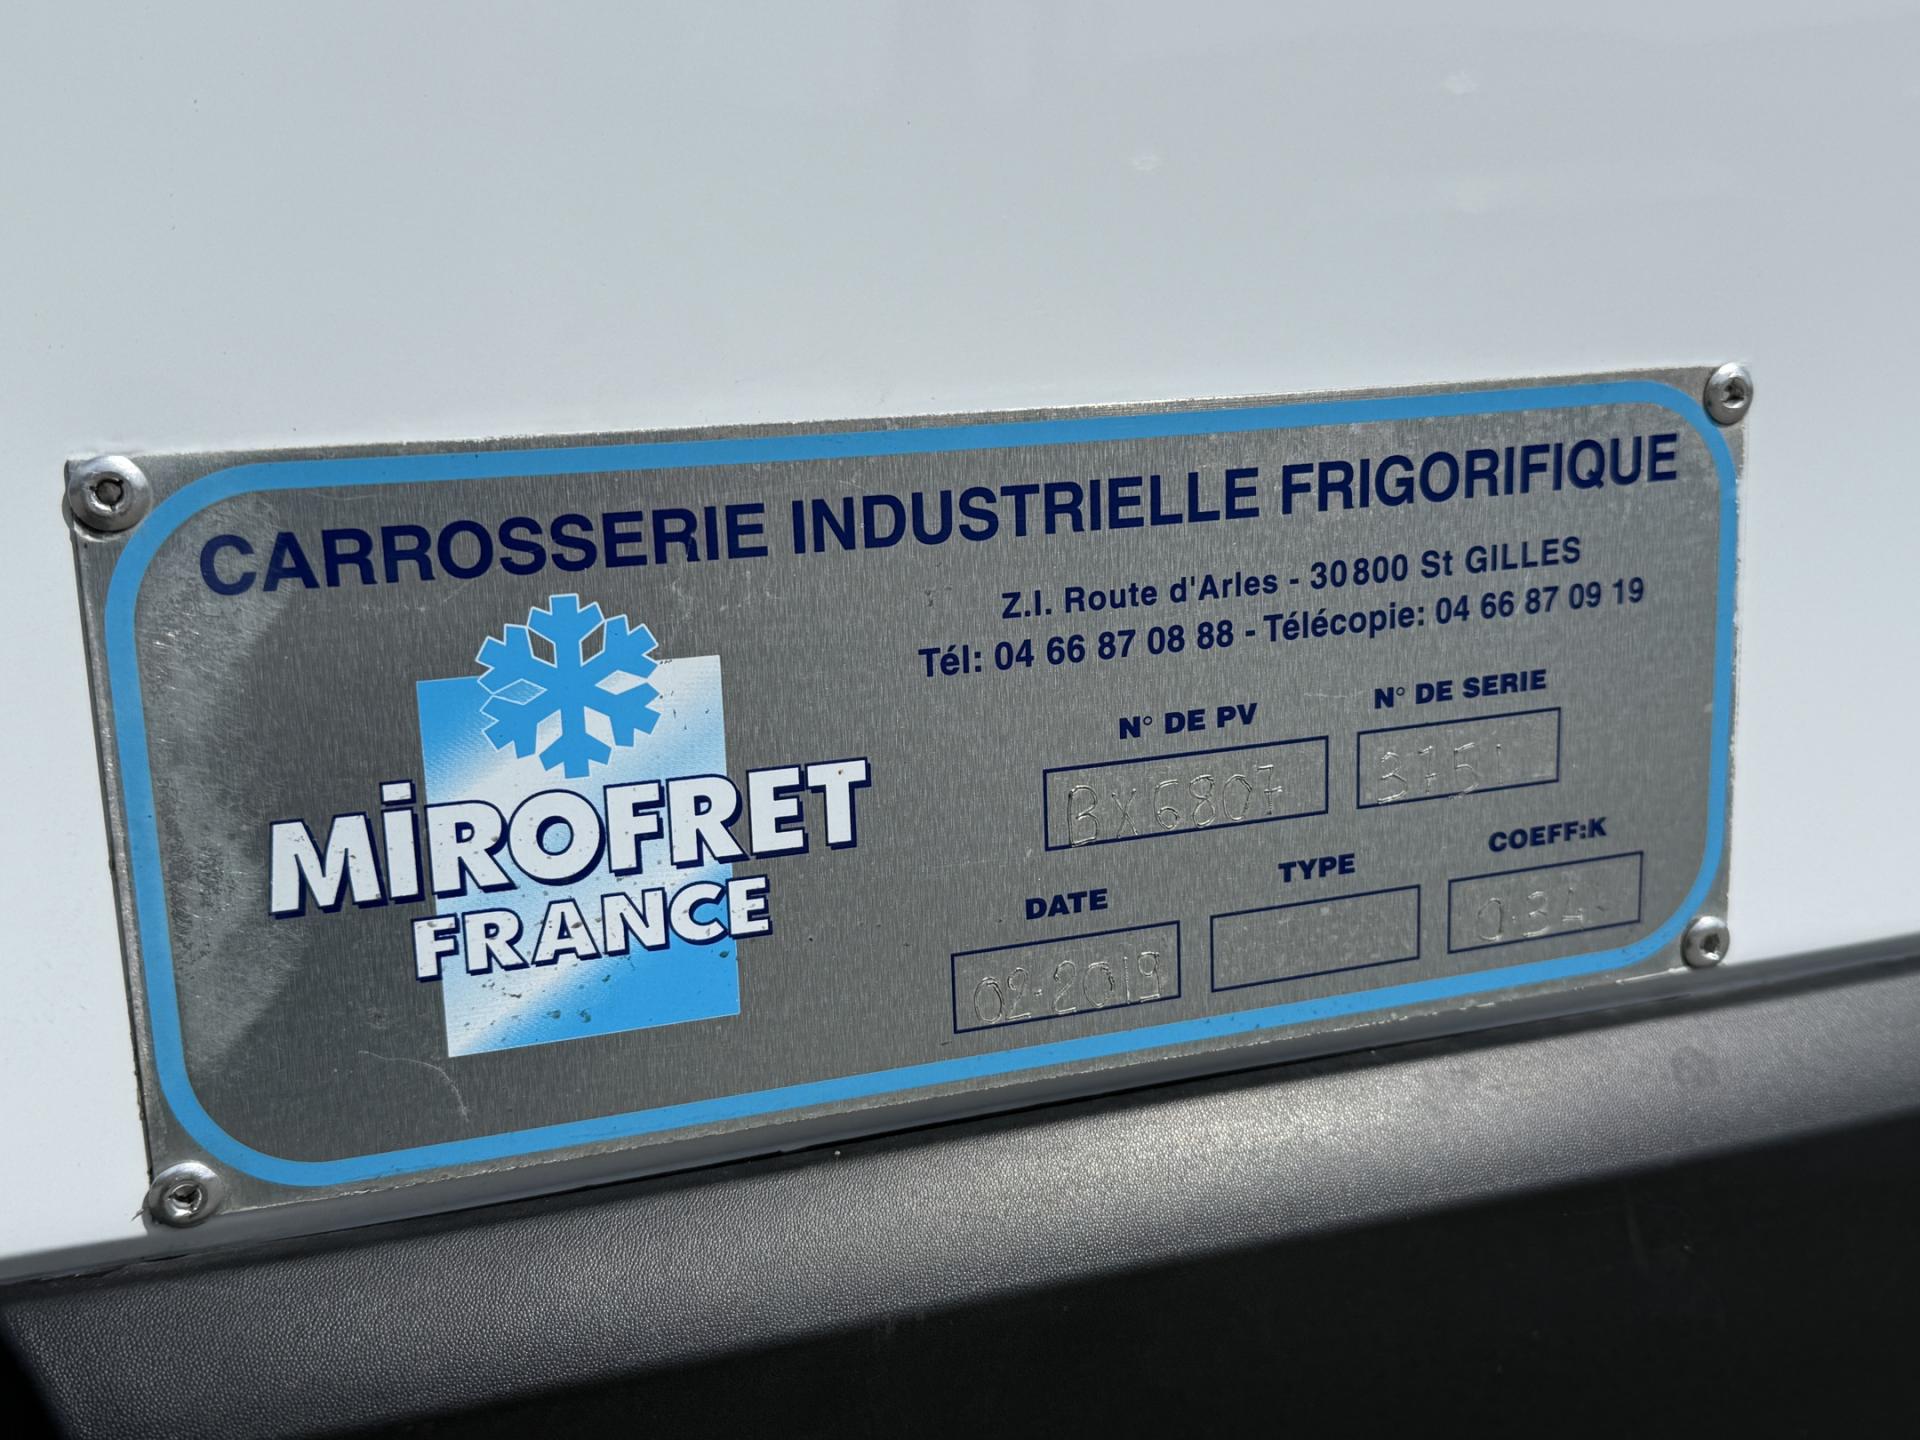 CARROSSERIE INDUSTRIELLE FRIGORIFIQUE
Z.I. Route d'Arles - 30800 St GILLES
Tél: 04 66 87 08 88 - Télécopie: 04 66 87 09 19
MiROFRET
FRANCE
N° DE PV
BX6807
N° DE SERIE
3751
DATE
02.2019
TYPE
COEFF:K